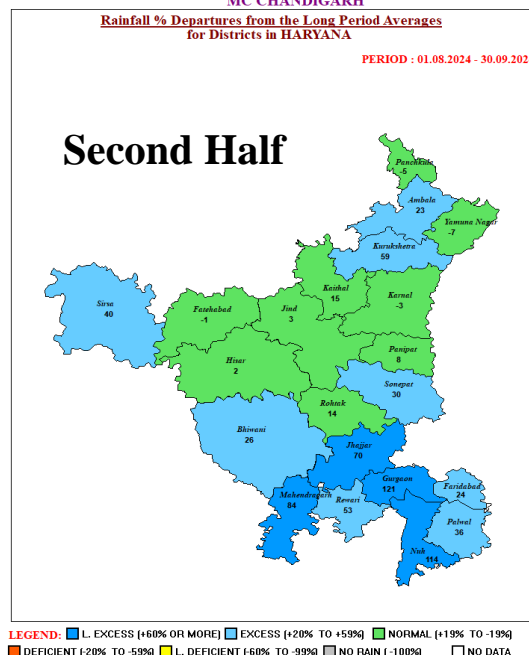 MC CHANDIGARH
Rainfall % Departures from the Long Period Averages
for Districts in HARYANA
PERIOD : 01.08.2024 - 30.09.202
Second Half
Panchkula
-5
Ambala
23
Yamuna Nagar
-7
Kurukshetra
59
Kaithal
15
Karnal
-3
Sirsa
40
Fatehabad
-1
Jind
3
Panipat
8
Hisar
2
Sonepat
30
Rohtak
14
Bhiwani
26
Jhajjar
70
Gurgaon
121
Faridabad
24
Mahendragarh
84
Rewari
53
Palwal
36
Nuh
114
LEGEND: L. EXCESS (+60% OR MORE) EXCESS (+20% TO +59%) NORMAL (+19% TO -19%)
DEFICIENT (-20% TO -59%) L. DEFICIENT (-60% TO -99%) NO RAIN (-100%) NO DATA